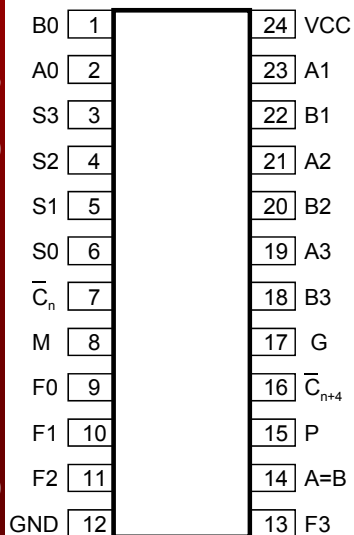 B0 1 24 VCC
A0 2 23 A1
S3 3 22 B1
S2 4 21 A2
S1 5 20 B2
S0 6 19 A3
C̅n 7 18 B3
M 8 17 G
F0 9 16 C̅n+4
F1 10 15 P
F2 11 14 A=B
GND 12 13 F3